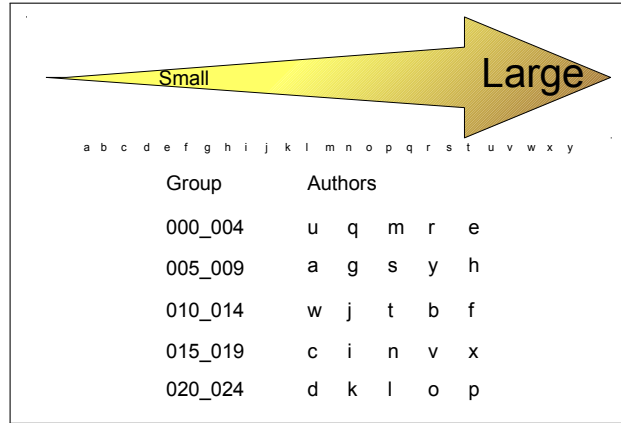 Small
Large
a b c d e f g h i j k l m n o p q r s t u v w x y
Group Authors
000_004 u q m r e
005_009 a g s y h
010_014 w j t b f
015_019 c i n v x
020_024 d k l o p